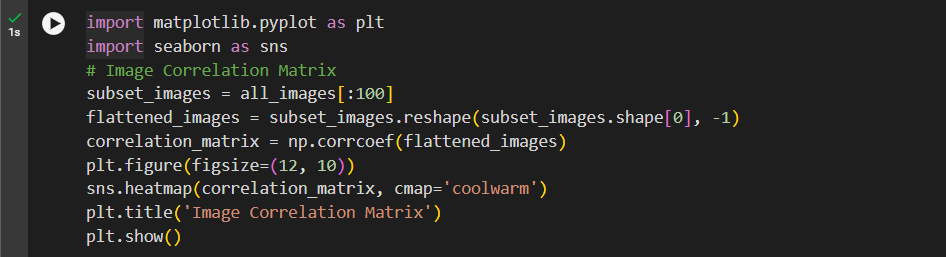 1s
import matplotlib.pyplot as plt
import seaborn as sns
# Image Correlation Matrix
subset_images = all_images[:100]
flattened_images = subset_images.reshape(subset_images.shape[0], -1)
correlation_matrix = np.corrcoef(flattened_images)
plt.figure(figsize=(12, 10))
sns.heatmap(correlation_matrix, cmap='coolwarm')
plt.title('Image Correlation Matrix')
plt.show()